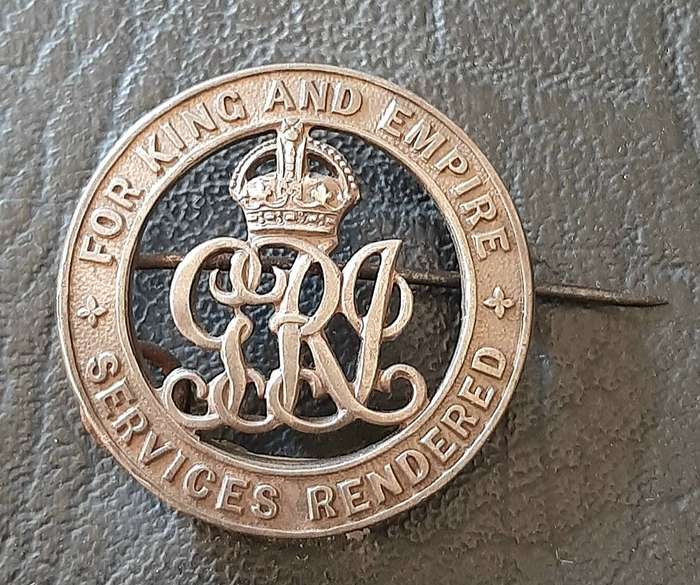 FOR KING AND EMPIRE
GRI
SERVICES RENDERED